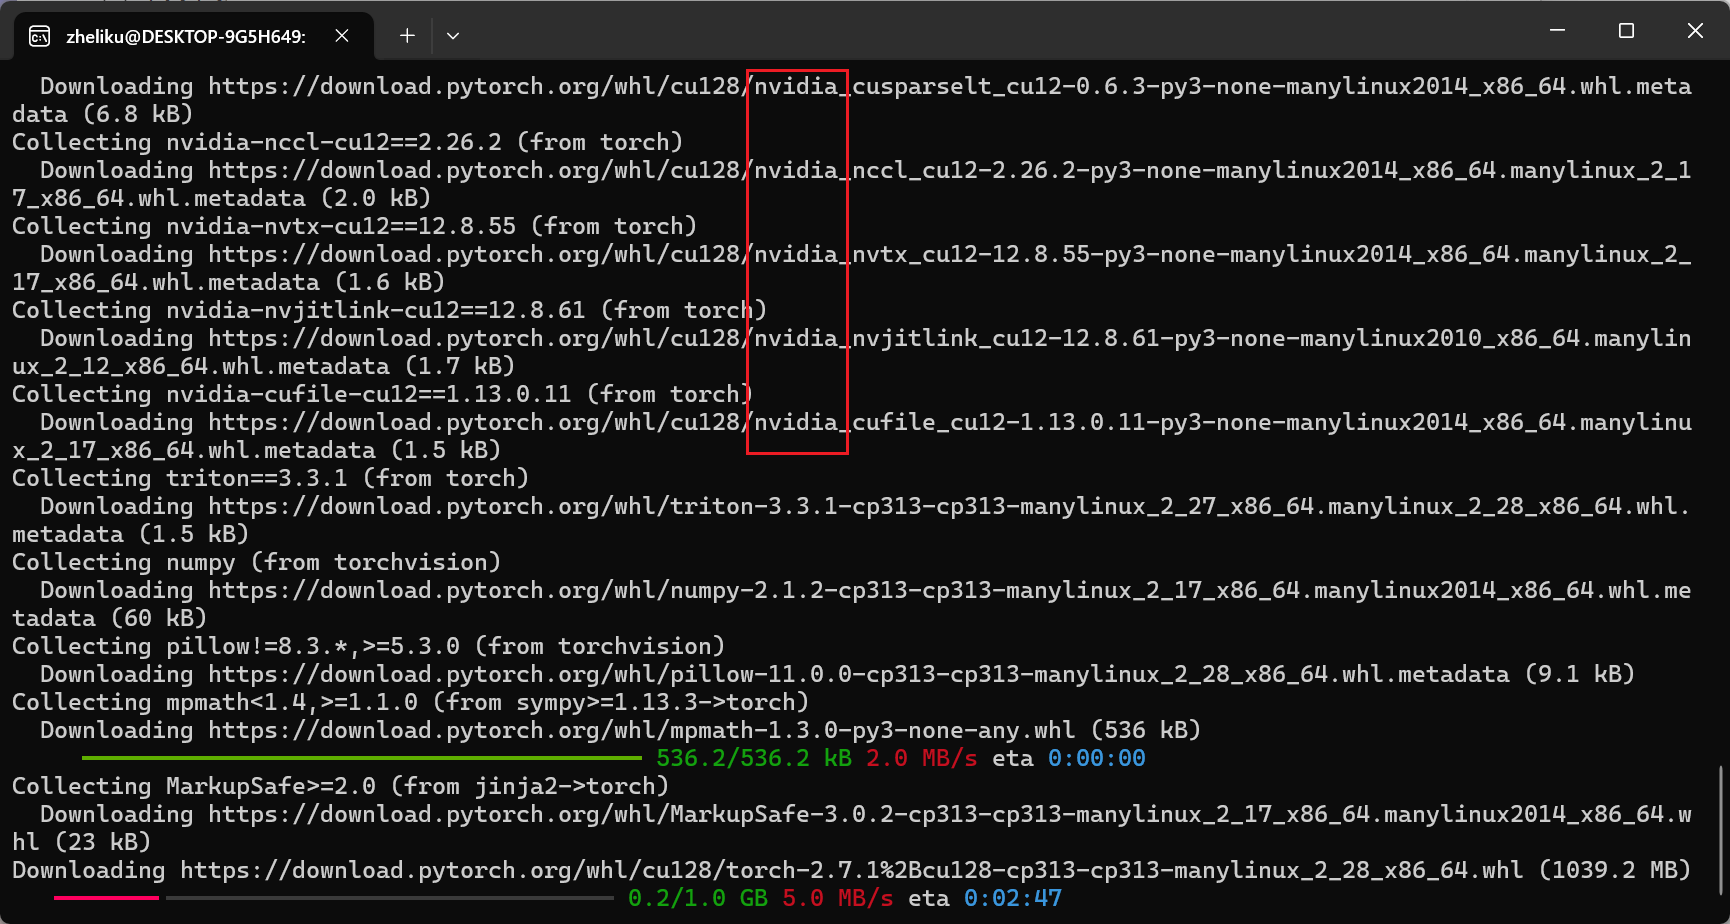 zheliku@DESKTOP-9G5H649:
Downloading https://download.pytorch.org/whl/cu128/nvidia_cusparselt_cu12-0.6.3-py3-none-manylinux2014_x86_64.whl.meta
data (6.8 kB)
Collecting nvidia-nccl-cu12==2.26.2 (from torch)
Downloading https://download.pytorch.org/whl/cu128/nvidia_nccl_cu12-2.26.2-py3-none-manylinux2014_x86_64.manylinux_2_1
7_x86_64.whl.metadata (2.0 kB)
Collecting nvidia-nvtx-cu12==12.8.55 (from torch)
Downloading https://download.pytorch.org/whl/cu128/nvidia_nvtx_cu12-12.8.55-py3-none-manylinux2014_x86_64.manylinux_2_
17_x86_64.whl.metadata (1.6 kB)
Collecting nvidia-nvjitlink-cu12==12.8.61 (from torch)
Downloading https://download.pytorch.org/whl/cu128/nvidia_nvjitlink_cu12-12.8.61-py3-none-manylinux2010_x86_64.manylin
ux_2_12_x86_64.whl.metadata (1.7 kB)
Collecting nvidia-cufile-cu12==1.13.0.11 (from torch)
Downloading https://download.pytorch.org/whl/cu128/nvidia_cufile_cu12-1.13.0.11-py3-none-manylinux2014_x86_64.manylinu
x_2_17_x86_64.whl.metadata (1.5 kB)
Collecting triton==3.3.1 (from torch)
Downloading https://download.pytorch.org/whl/triton-3.3.1-cp313-cp313-manylinux_2_27_x86_64.manylinux_2_28_x86_64.whl.
metadata (1.5 kB)
Collecting numpy (from torchvision)
Downloading https://download.pytorch.org/whl/numpy-2.1.2-cp313-cp313-manylinux_2_17_x86_64.manylinux2014_x86_64.whl.me
tadata (60 kB)
Collecting pillow!=8.3.*,>=5.3.0 (from torchvision)
Downloading https://download.pytorch.org/whl/pillow-11.0.0-cp313-cp313-manylinux_2_28_x86_64.whl.metadata (9.1 kB)
Collecting mpmath<1.4,>=1.1.0 (from sympy>=1.13.3->torch)
Downloading https://download.pytorch.org/whl/mpmath-1.3.0-py3-none-any.whl (536 kB)
536.2/536.2 kB 2.0 MB/s eta 0:00:00
Collecting MarkupSafe>=2.0 (from jinja2->torch)
Downloading https://download.pytorch.org/whl/MarkupSafe-3.0.2-cp313-cp313-manylinux_2_17_x86_64.manylinux2014_x86_64.w
hl (23 kB)
Downloading https://download.pytorch.org/whl/cu128/torch-2.7.1%2Bcu128-cp313-cp313-manylinux_2_28_x86_64.whl (1039.2 MB)
0.2/1.0 GB 5.0 MB/s eta 0:02:47